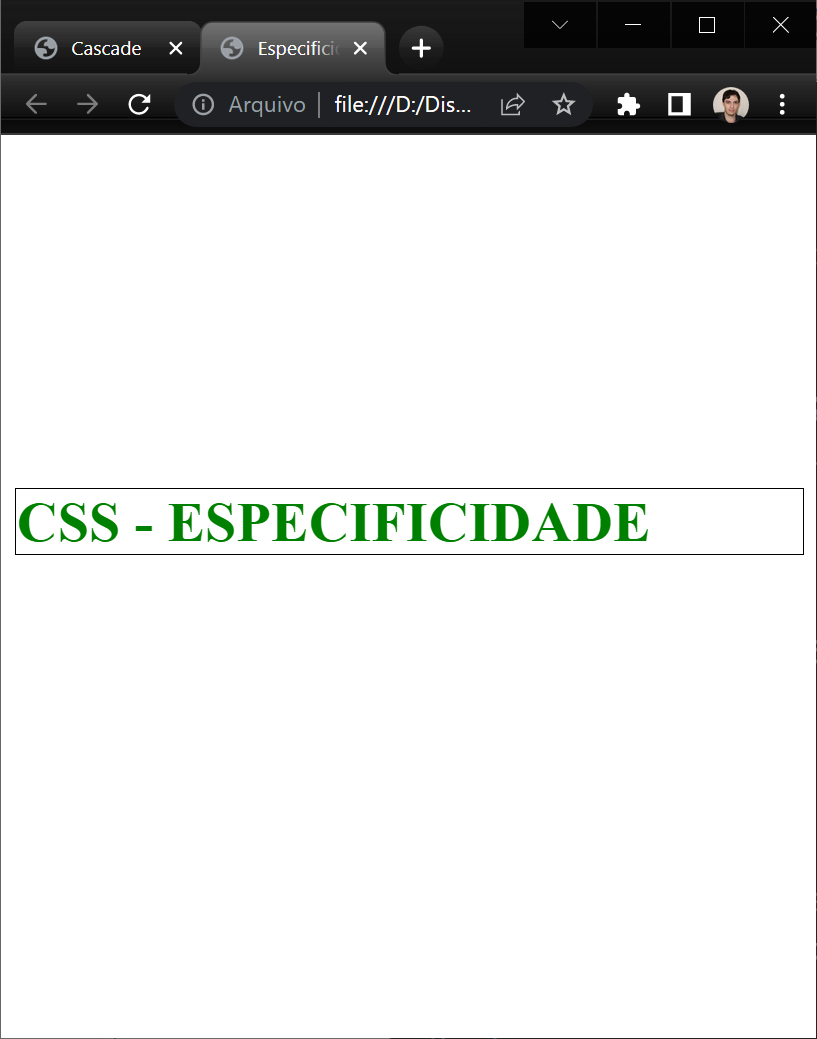 Cascade
Especifici
Arquivo | file:///D:/Dis...
CSS - ESPECIFICIDADE